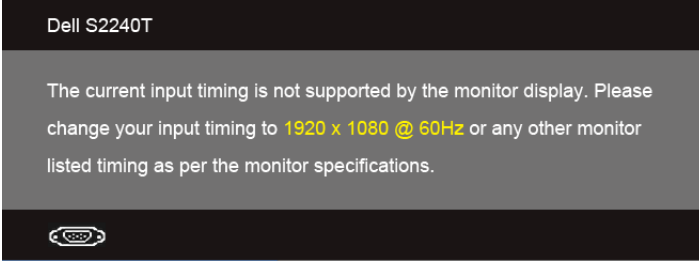 Dell S2240T
The current input timing is not supported by the monitor display. Please
change your input timing to 1920 x 1080 @ 60Hz or any other monitor
listed timing as per the monitor specifications.